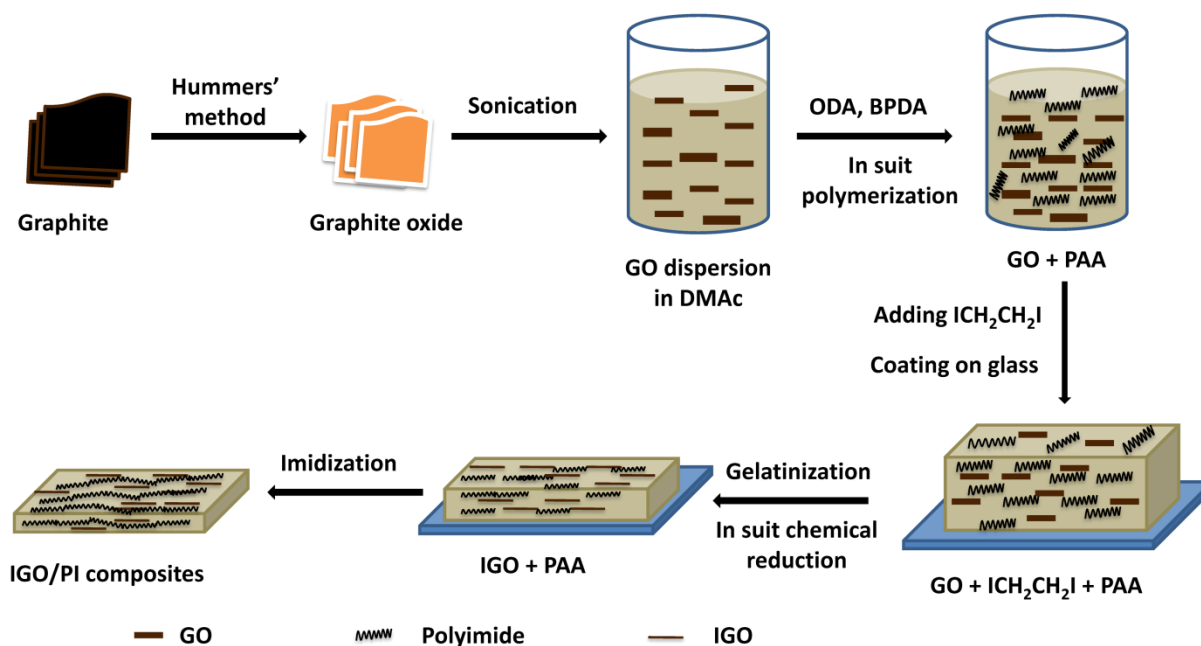 Hummers’
method
Graphite
Graphite oxide
Sonication
GO dispersion
in DMAc
ODA, BPDA
In suit
polymerization
GO + PAA
Adding ICH₂CH₂I
Coating on glass
GO + ICH₂CH₂I + PAA
Gelatinization
In suit chemical
reduction
IGO + PAA
Imidization
IGO/PI composites
GO
Polyimide
IGO